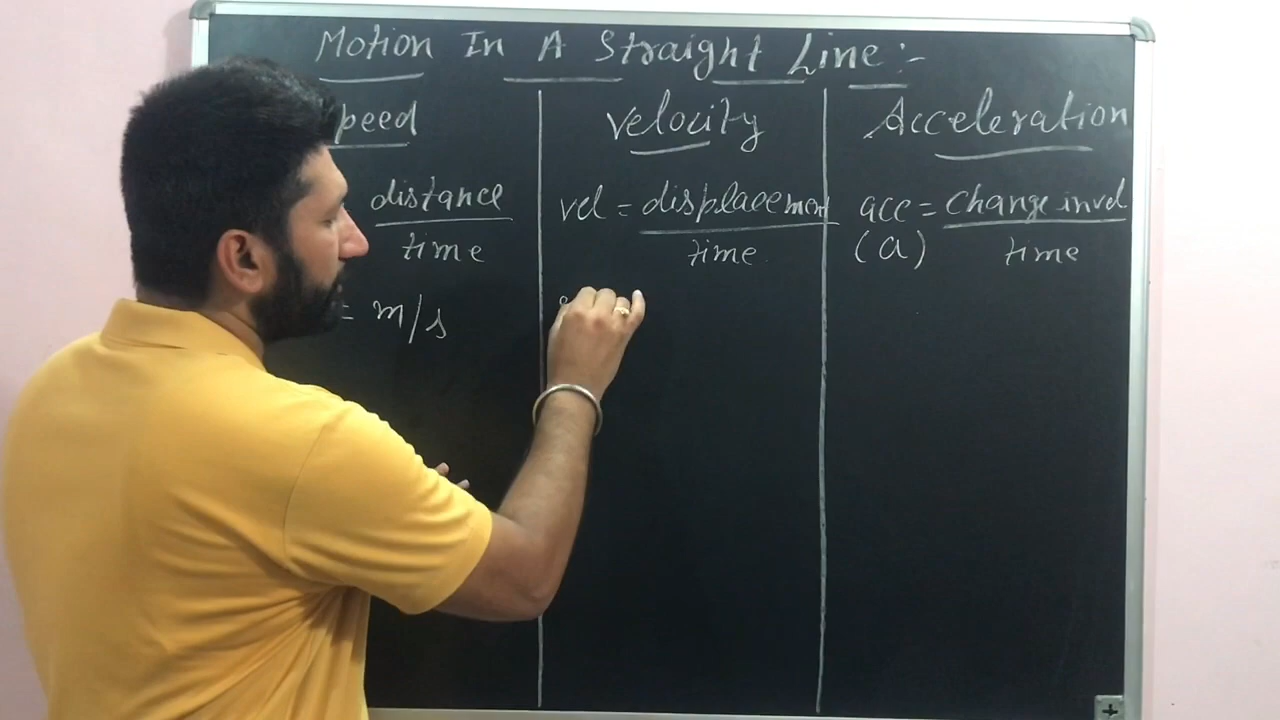 Motion In A Straight Line :-
peed
distance
time
= m/s
Velocity
vel = displacement
time
Acceleration
acc = change in vel
(a) time